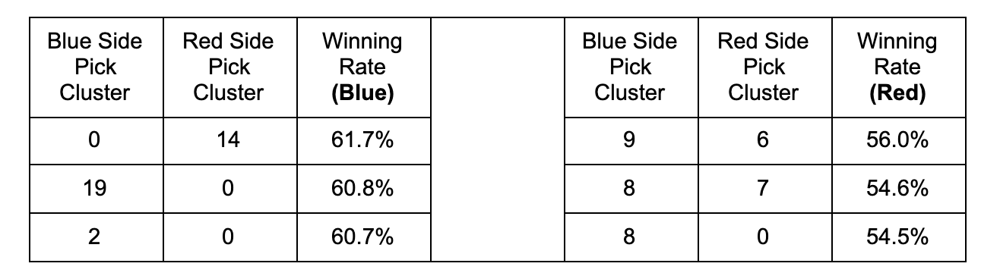 Blue Side Pick Cluster	Red Side Pick Cluster	Winning Rate (Blue)		Blue Side Pick Cluster	Red Side Pick Cluster	Winning Rate (Red)
0	14	61.7%		9	6	56.0%
19	0	60.8%		8	7	54.6%
2	0	60.7%		8	0	54.5%